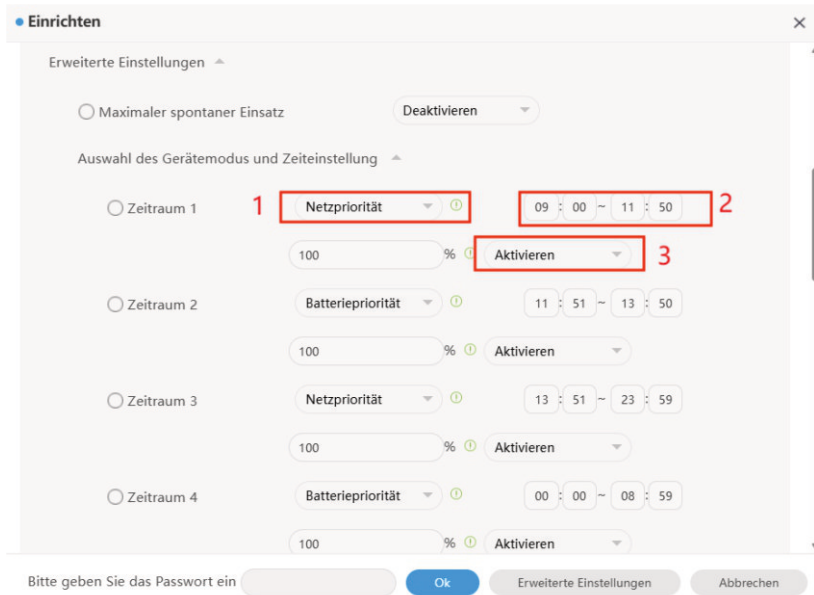 Einrichten
Erweiterte Einstellungen
Maximaler spontaner Einsatz Deaktivieren
Auswahl des Gerätemodus und Zeiteinstellung
Zeitraum 1 1 Netzpriorität 09 : 00 ~ 11 : 50 2
100 % Aktivieren 3
Zeitraum 2 Batteriepriorität 11 : 51 ~ 13 : 50
100 % Aktivieren
Zeitraum 3 Netzpriorität 13 : 51 ~ 23 : 59
100 % Aktivieren
Zeitraum 4 Batteriepriorität 00 : 00 ~ 08 : 59
100 % Aktivieren
Bitte geben Sie das Passwort ein Ok Erweiterte Einstellungen Abbrechen